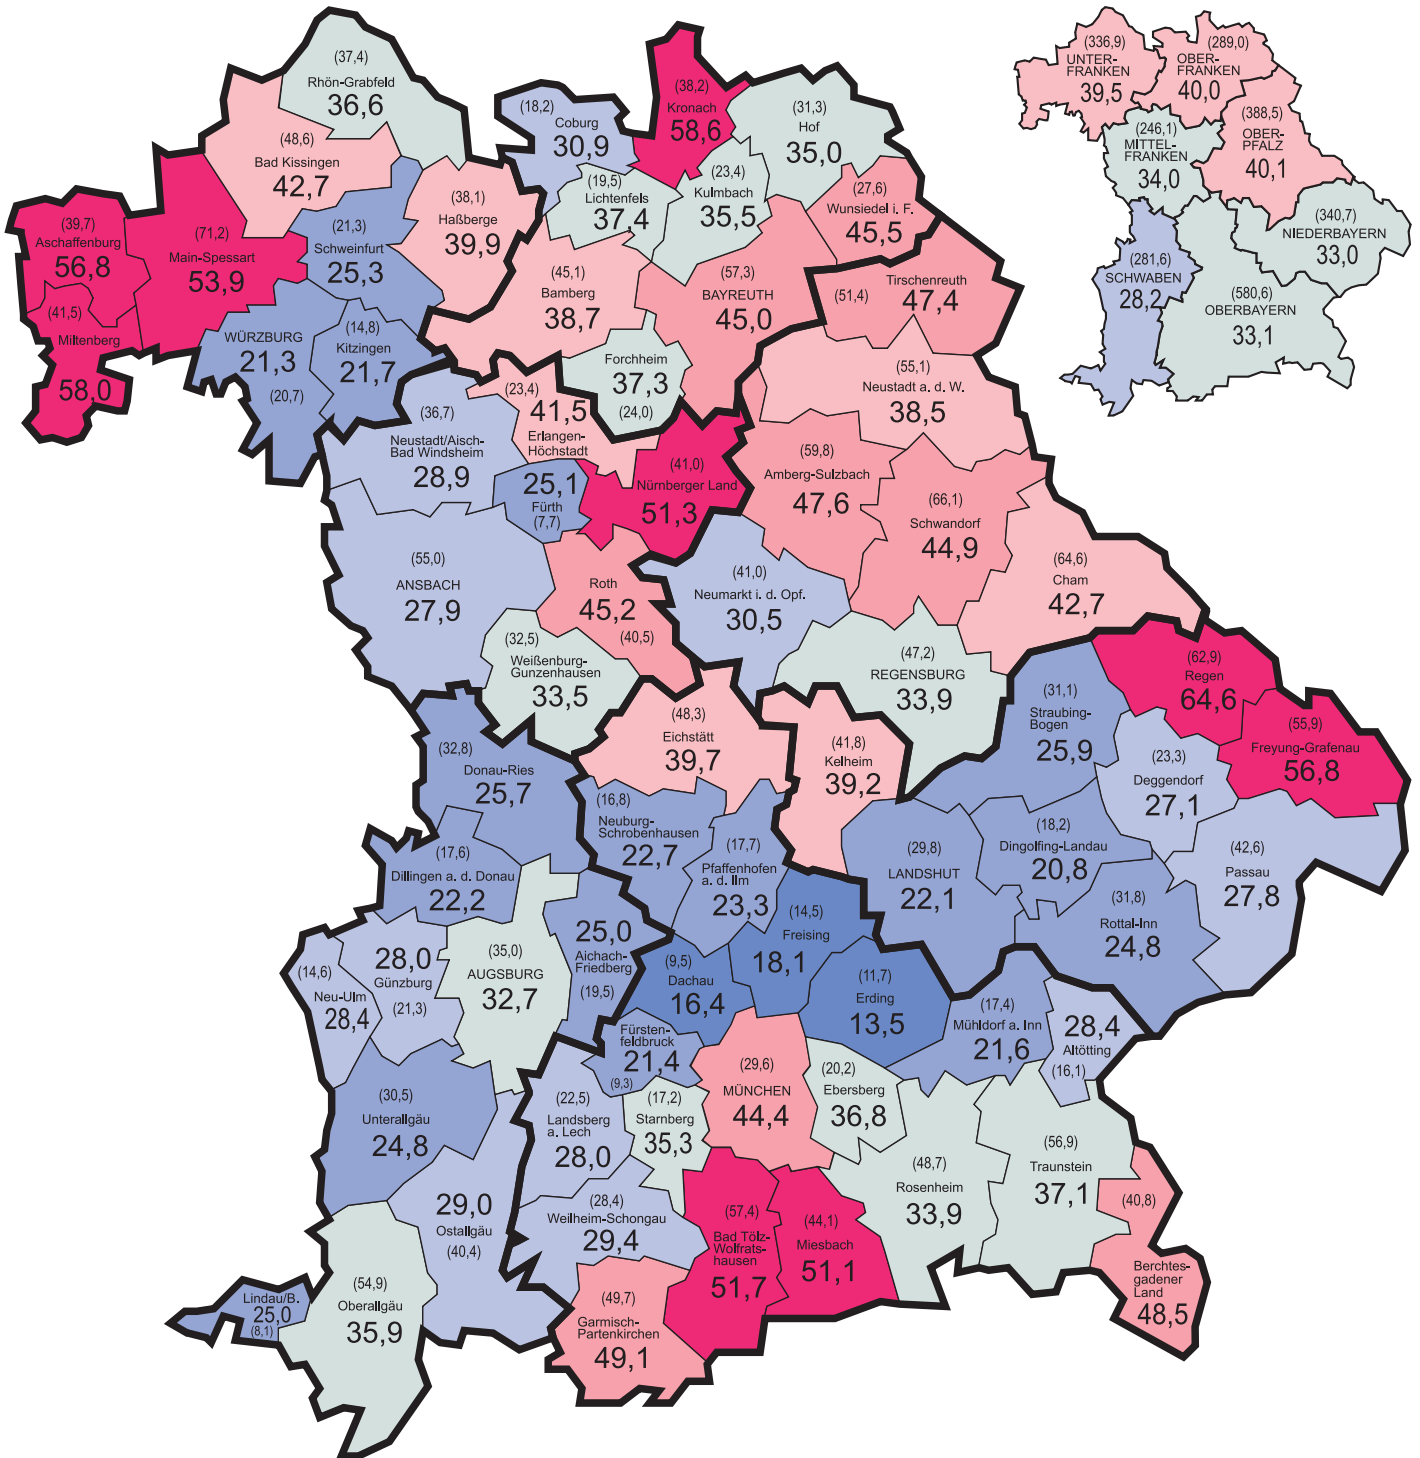 (37,4)
Rhön-Grabfeld
36,6
(48,6)
Bad Kissingen
42,7
(39,7)
Aschaffenburg
56,8
(71,2)
Main-Spessart
53,9
(41,5)
Miltenberg
58,0
(21,3)
Schweinfurt
25,3
(38,1)
Haßberge
39,9
WÜRZBURG
21,3
(20,7)
(14,8)
Kitzingen
21,7
(18,2)
Coburg
30,9
(38,2)
Kronach
58,6
(31,3)
Hof
35,0
(19,5)
Lichtenfels
37,4
(23,4)
Kulmbach
35,5
(27,6)
Wunsiedel i. F.
45,5
(45,1)
Bamberg
38,7
(57,3)
BAYREUTH
45,0
Forchheim
37,3
(24,0)
Tirschenreuth
(51,4)
47,4
(55,1)
Neustadt a. d. W.
38,5
(59,8)
Amberg-Sulzbach
47,6
(66,1)
Schwandorf
44,9
(64,6)
Cham
42,7
(41,0)
Neumarkt i. d. Opf.
30,5
(47,2)
REGENSBURG
33,9
(36,7)
Neustadt/Aisch-
Bad Windsheim
28,9
(23,4)
41,5
Erlangen-
Höchstadt
25,1
Fürth
(7,7)
(41,0)
Nürnberger Land
51,3
(55,0)
ANSBACH
27,9
Roth
45,2
(40,5)
(32,5)
Weißenburg-
Gunzenhausen
33,5
(48,3)
Eichstätt
39,7
(41,8)
Kelheim
39,2
(31,1)
Straubing-
Bogen
25,9
(62,9)
Regen
64,6
(55,9)
Freyung-Grafenau
56,8
(23,3)
Deggendorf
27,1
(18,2)
Dingolfing-Landau
20,8
(29,8)
LANDSHUT
22,1
(42,6)
Passau
27,8
(31,8)
Rottal-Inn
24,8
(32,8)
Donau-Ries
25,7
(17,6)
Dillingen a. d. Donau
22,2
(16,8)
Neuburg-
Schrobenhausen
22,7
(17,7)
Pfaffenhofen
a. d. Ilm
23,3
(14,5)
Freising
18,1
(11,7)
Erding
13,5
(9,5)
Dachau
16,4
25,0
Aichach-
Friedberg
(19,5)
(35,0)
AUGSBURG
32,7
28,0
Günzburg
(21,3)
(14,6)
Neu-Ulm
28,4
(30,5)
Unterallgäu
24,8
29,0
Ostallgäu
(40,4)
(54,9)
Oberallgäu
35,9
Lindau/B.
25,0
(8,1)
Fürsten-
feldbruck
21,4
(9,3)
(22,5)
Landsberg
a. Lech
28,0
(17,2)
Starnberg
35,3
(29,6)
MÜNCHEN
44,4
(20,2)
Ebersberg
36,8
(17,4)
Mühldorf a. Inn
21,6
28,4
Altötting
(16,1)
(28,4)
Weilheim-Schongau
29,4
(49,7)
Garmisch-
Partenkirchen
49,1
(57,4)
Bad Tölz-
Wolfrats-
hausen
51,7
(44,1)
Miesbach
51,1
(48,7)
Rosenheim
33,9
(56,9)
Traunstein
37,1
(40,8)
Berchtes-
gadener
Land
48,5
(336,9)
UNTER-
FRANKEN
39,5
(289,0)
OBER-
FRANKEN
40,0
(388,5)
OBER-
PFALZ
40,1
(246,1)
MITTEL-
FRANKEN
34,0
(340,7)
NIEDERBAYERN
33,0
(281,6)
SCHWABEN
28,2
(580,6)
OBERBAYERN
33,1